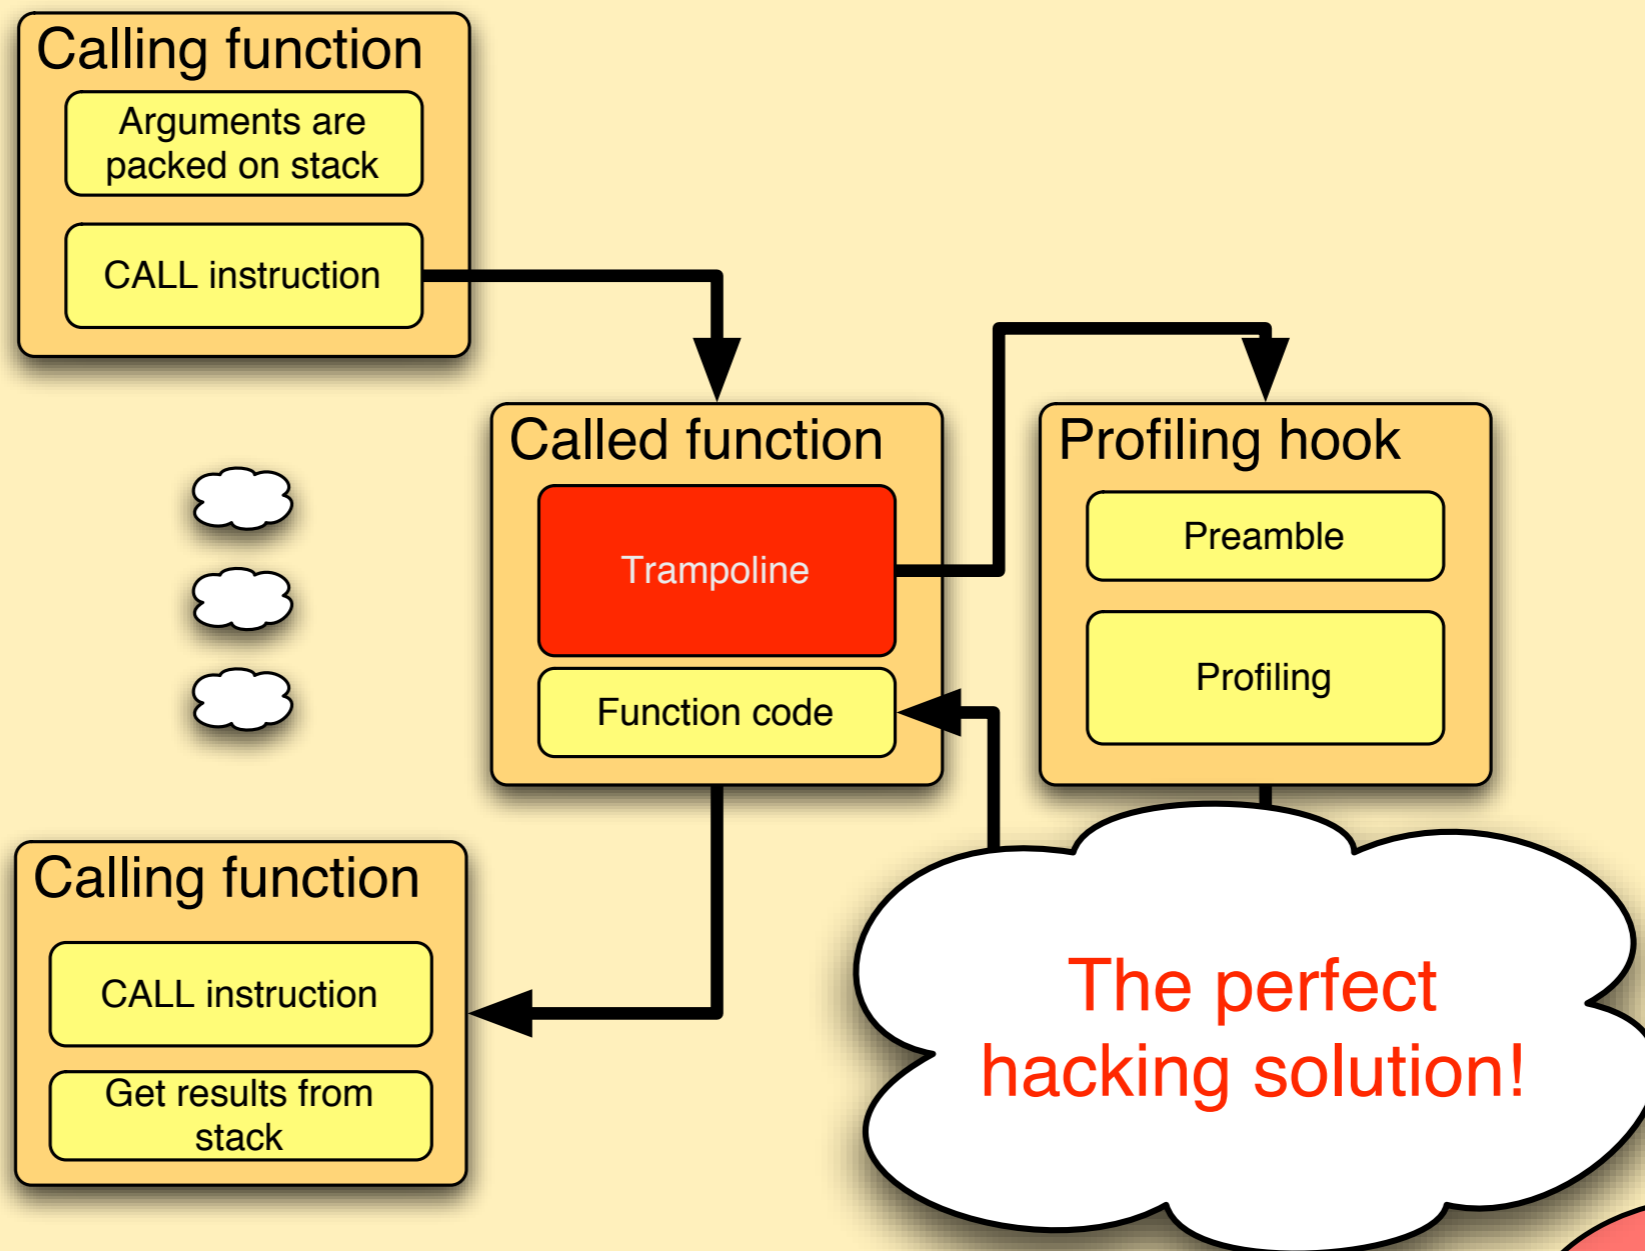 Calling function
Arguments are
packed on stack
CALL instruction
Called function
Trampoline
Function code
Profiling hook
Preamble
Profiling
Calling function
CALL instruction
Get results from
stack
The perfect
hacking solution!